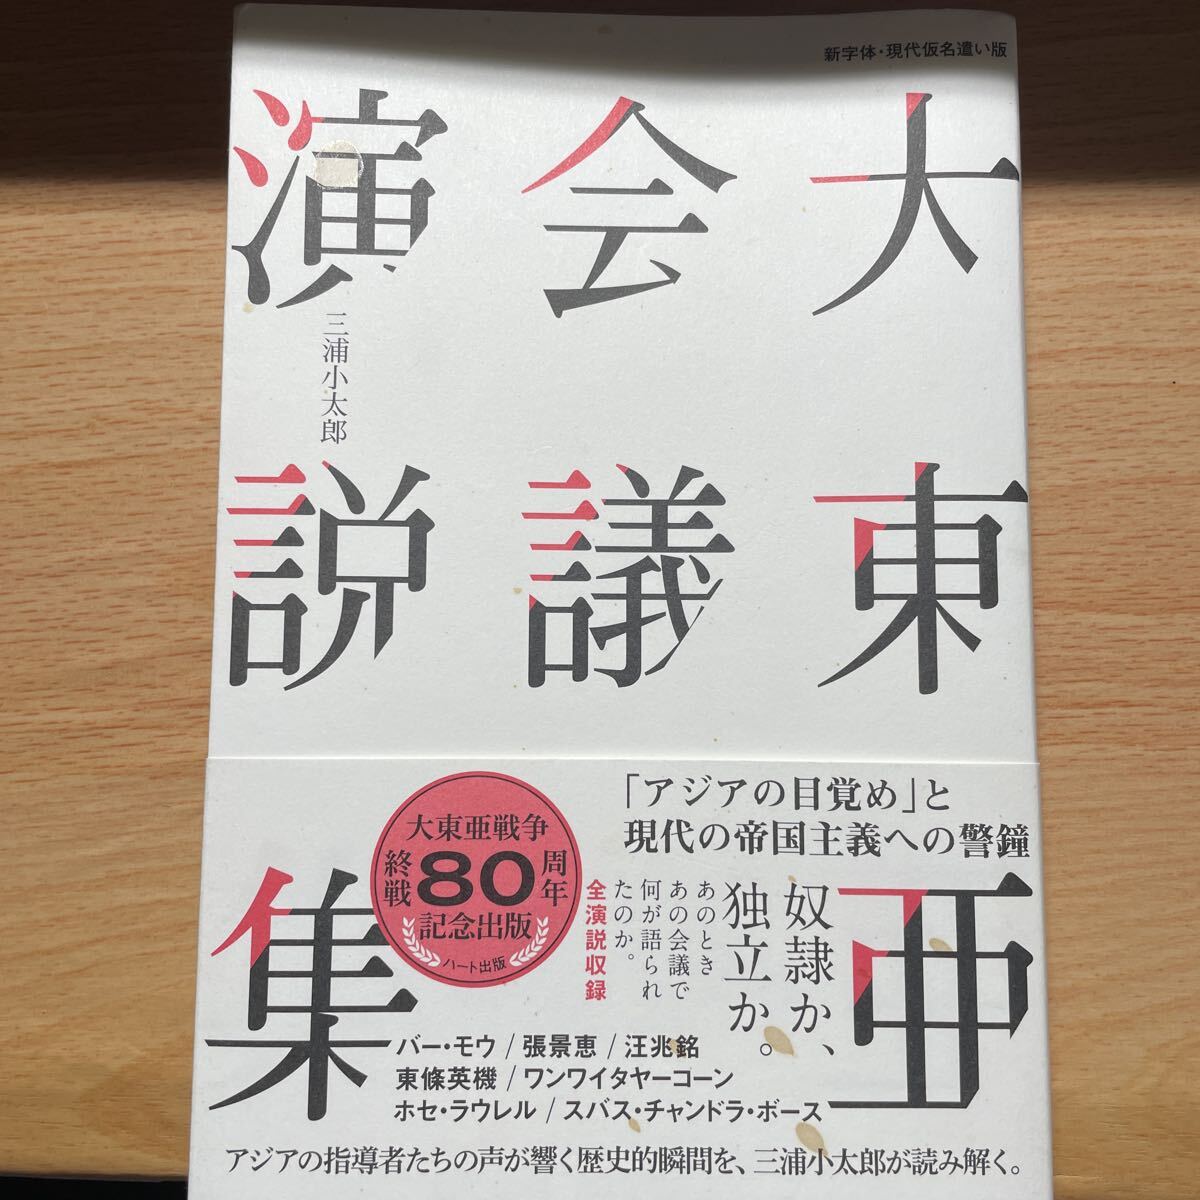 新字体・現代仮名遣い版
大東亜
会議
演説集
三浦小太郎
「アジアの目覚め」と
現代の帝国主義への警鐘
奴隷か、
独立か。
あのとき
あの会議で
何が語られ
たのか。
全演説収録
大東亜戦争
終戦80周年
記念出版
ハート出版
バー・モウ / 張景恵 / 汪兆銘
東條英機 / ワンワイタヤーコーン
ホセ・ラウレル / スバス・チャンドラ・ボース
アジアの指導者たちの声が響く歴史的瞬間を、三浦小太郎が読み解く。